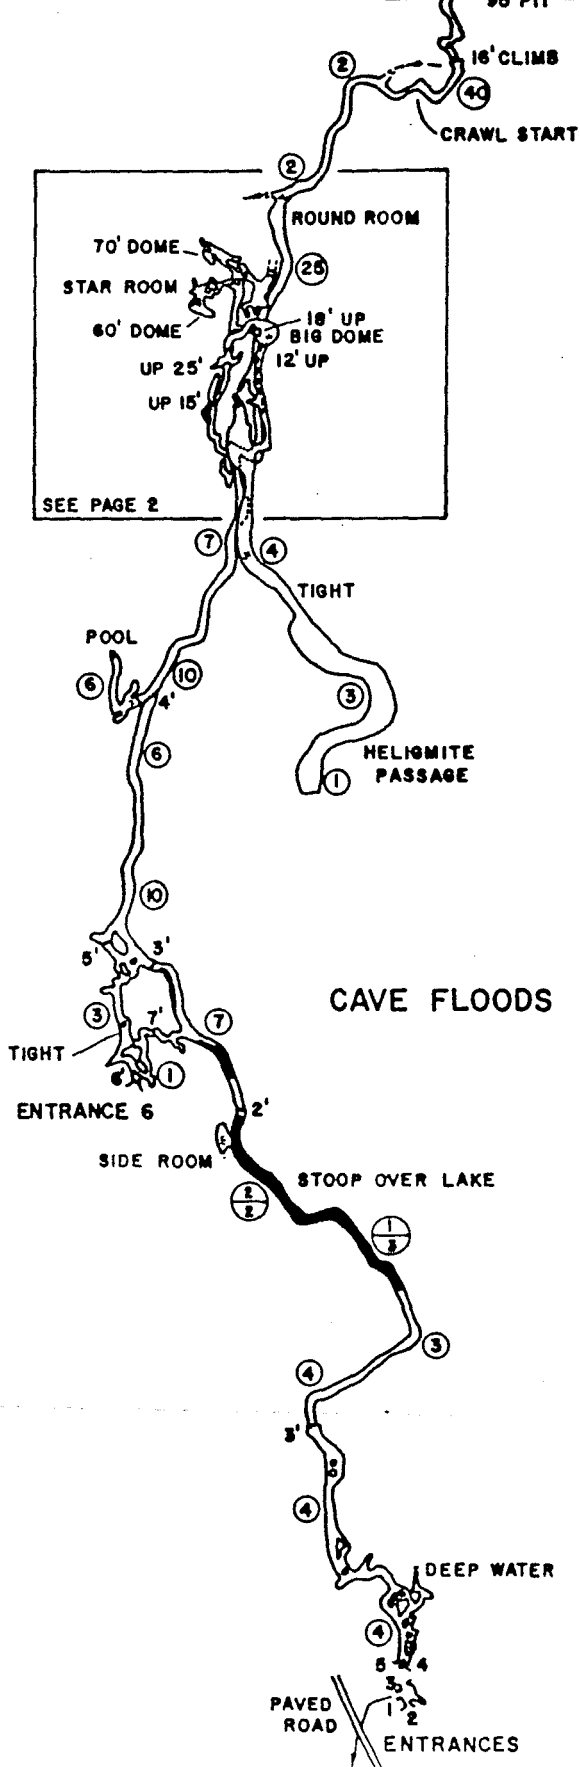 16' CLIMB
2
40
CRAWL START
2
ROUND ROOM
70' DOME
25
STAR ROOM
18' UP
60' DOME
BIG DOME
UP 25'
12' UP
UP 15'
SEE PAGE 2
7
4
TIGHT
POOL
6
10
4'
3
6
HELIGMITE
PASSAGE
1
10
3'
5'
CAVE FLOODS
3
7'
7
TIGHT
6'
1
ENTRANCE 6
2'
SIDE ROOM
STOOP OVER LAKE
2
2
1
3
3
4
3'
4
DEEP WATER
4
5
4
3
PAVED
ROAD
1
2
ENTRANCES